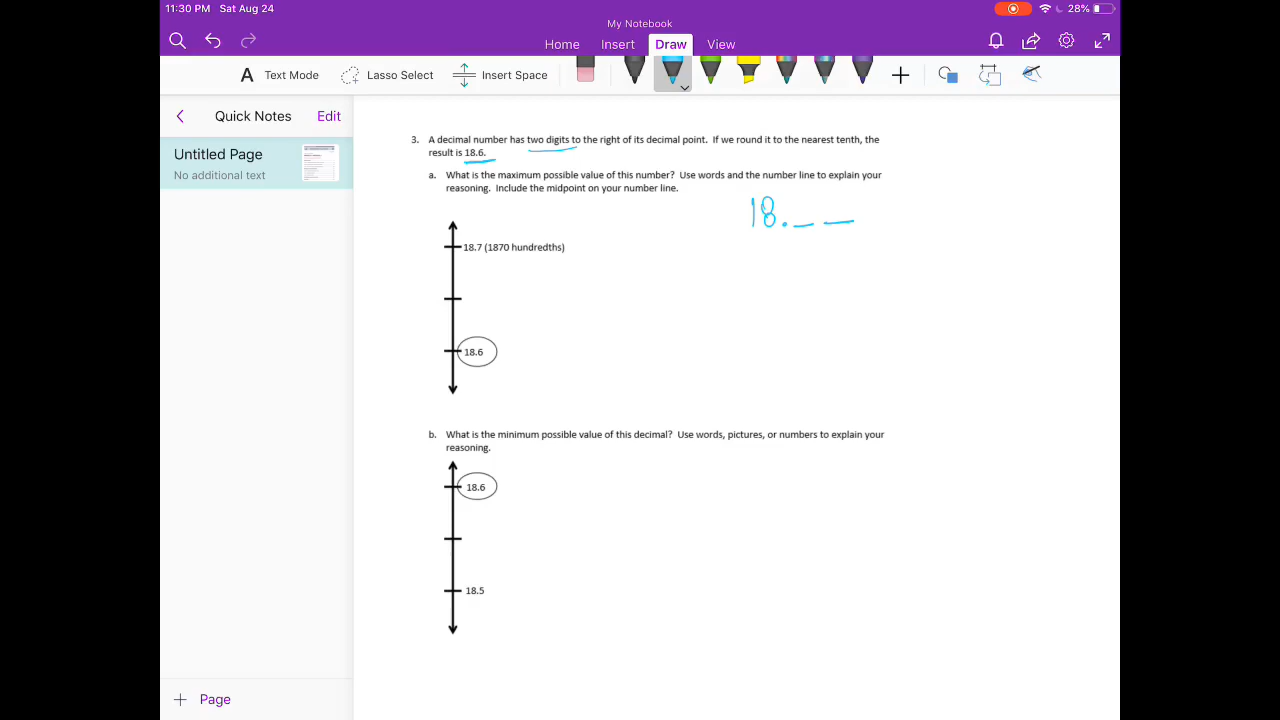 11:30 PM Sat Aug 24
28%
My Notebook
Home Insert Draw View
A Text Mode Lasso Select Insert Space
Quick Notes Edit
Untitled Page
No additional text
3. A decimal number has two digits to the right of its decimal point. If we round it to the nearest tenth, the
result is 18.6.
a. What is the maximum possible value of this number? Use words and the number line to explain your
reasoning. Include the midpoint on your number line.
18._ _
18.7 (1870 hundredths)
18.6
b. What is the minimum possible value of this decimal? Use words, pictures, or numbers to explain your
reasoning.
18.6
18.5
+ Page